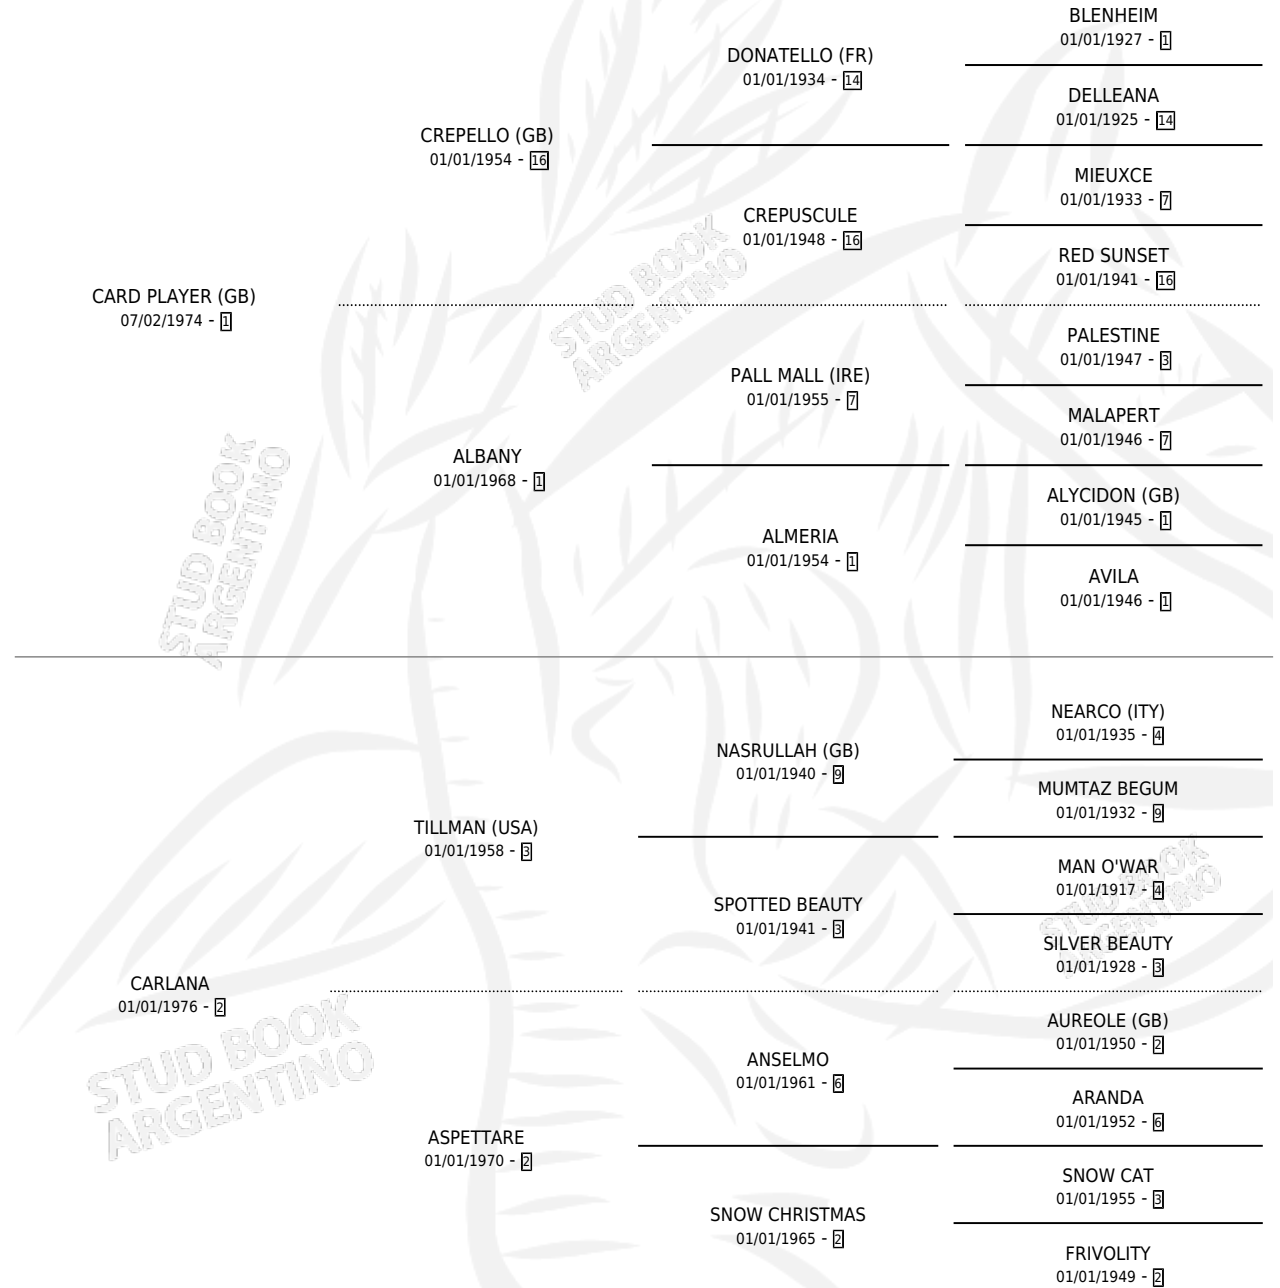 BLENHEIM
01/01/1927 - 1
DONATELLO (FR)
01/01/1934 - 14
DELLEANA
01/01/1925 - 14
CREPELLO (GB)
01/01/1954 - 16
MIEUXCE
01/01/1933 - 7
CREPUSCULE
01/01/1948 - 16
RED SUNSET
01/01/1941 - 16
CARD PLAYER (GB)
07/02/1974 - 1
STUD BOOK
ARGENTINO
PALESTINE
01/01/1947 - 3
PALL MALL (IRE)
01/01/1955 - 7
MALAPERT
01/01/1946 - 7
ALBANY
01/01/1968 - 1
ALYCIDON (GB)
01/01/1945 - 1
ALMERIA
01/01/1954 - 1
AVILA
01/01/1946 - 1
STUD BOOK
ARGENTINO
NEARCO (ITY)
01/01/1935 - 4
NASRULLAH (GB)
01/01/1940 - 9
MUMTAZ BEGUM
01/01/1932 - 9
TILLMAN (USA)
01/01/1958 - 3
MAN O'WAR
01/01/1917 - 4
SPOTTED BEAUTY
01/01/1941 - 3
STUD BOOK
ARGENTINO
SILVER BEAUTY
01/01/1928 - 3
CARLANA
01/01/1976 - 2
STUD BOOK
ARGENTINO
AUREOLE (GB)
01/01/1950 - 2
ANSELMO
01/01/1961 - 6
ARANDA
01/01/1952 - 6
ASPETTARE
01/01/1970 - 2
SNOW CAT
01/01/1955 - 3
SNOW CHRISTMAS
01/01/1965 - 2
FRIVOLITY
01/01/1949 - 2